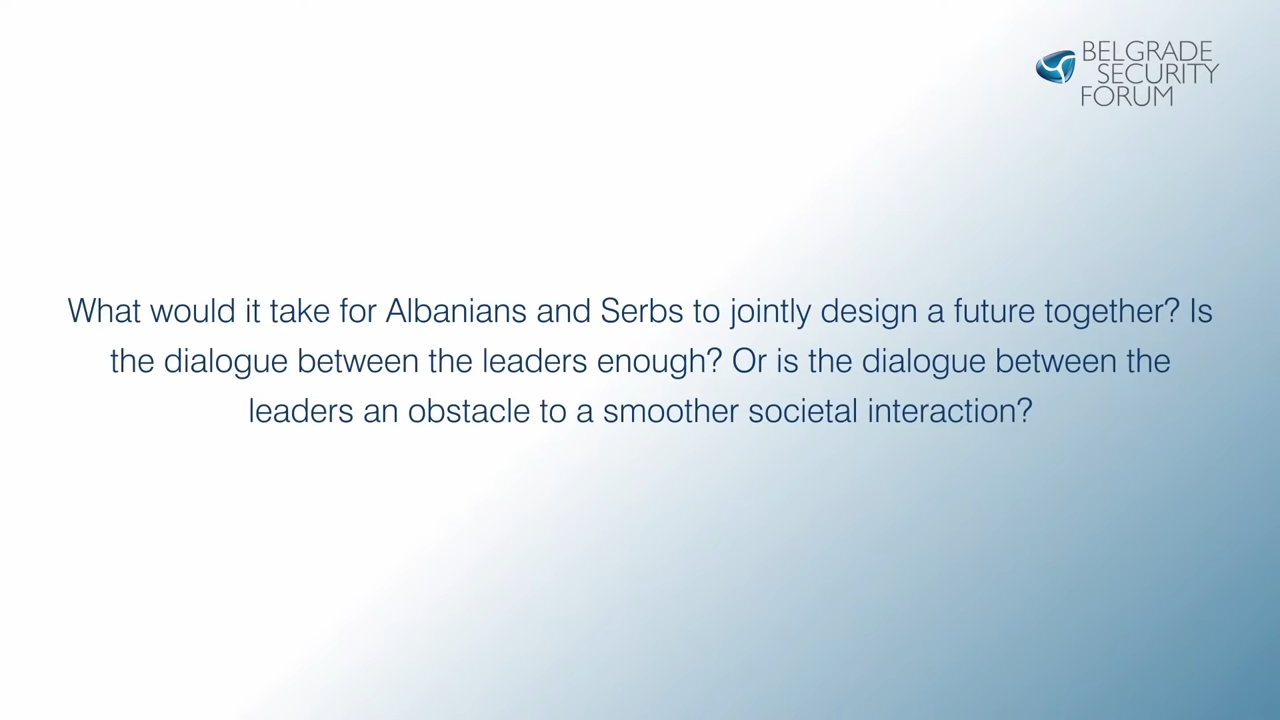 BELGRADE
SECURITY
FORUM
What would it take for Albanians and Serbs to jointly design a future together? Is
the dialogue between the leaders enough? Or is the dialogue between the
leaders an obstacle to a smoother societal interaction?